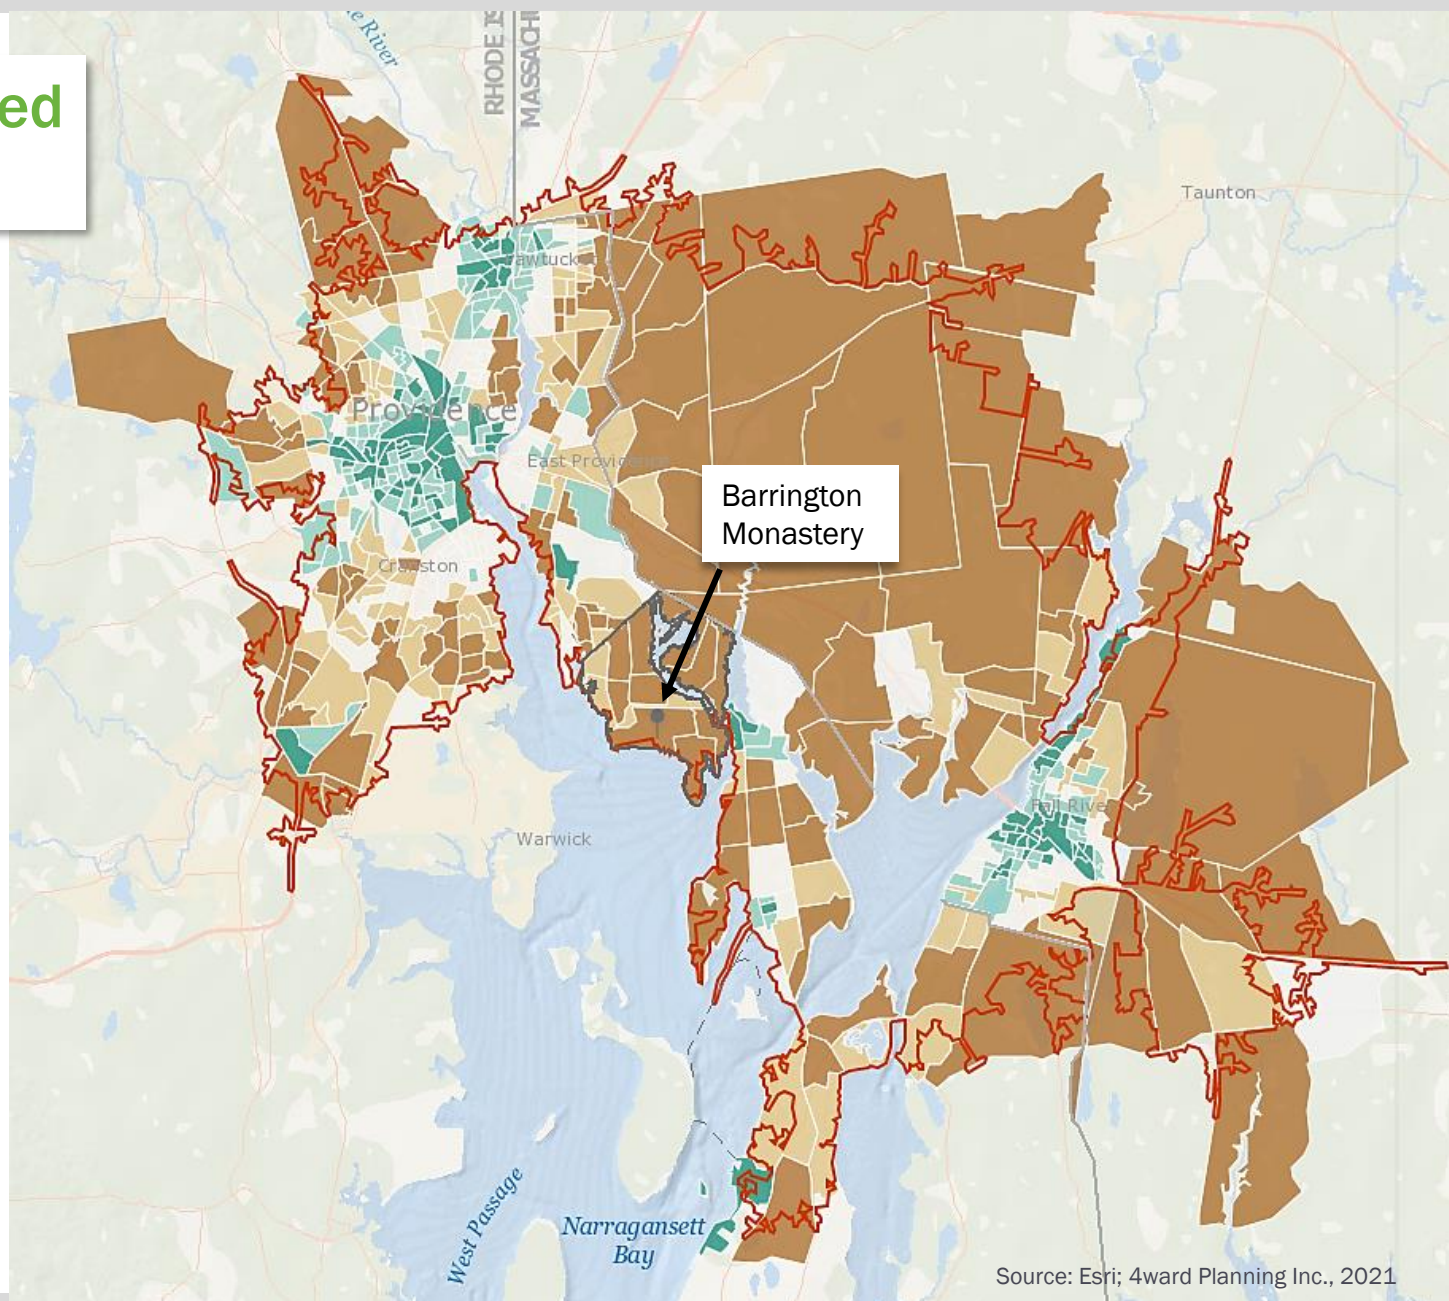 ed
RHODE IS
MASSACH
e River
Taunton
Pawtucket
Providence
East Providence
Barrington
Monastery
Cranston
Fall River
Warwick
West Passage
Narragansett
Bay
Source: Esri; 4ward Planning Inc., 2021